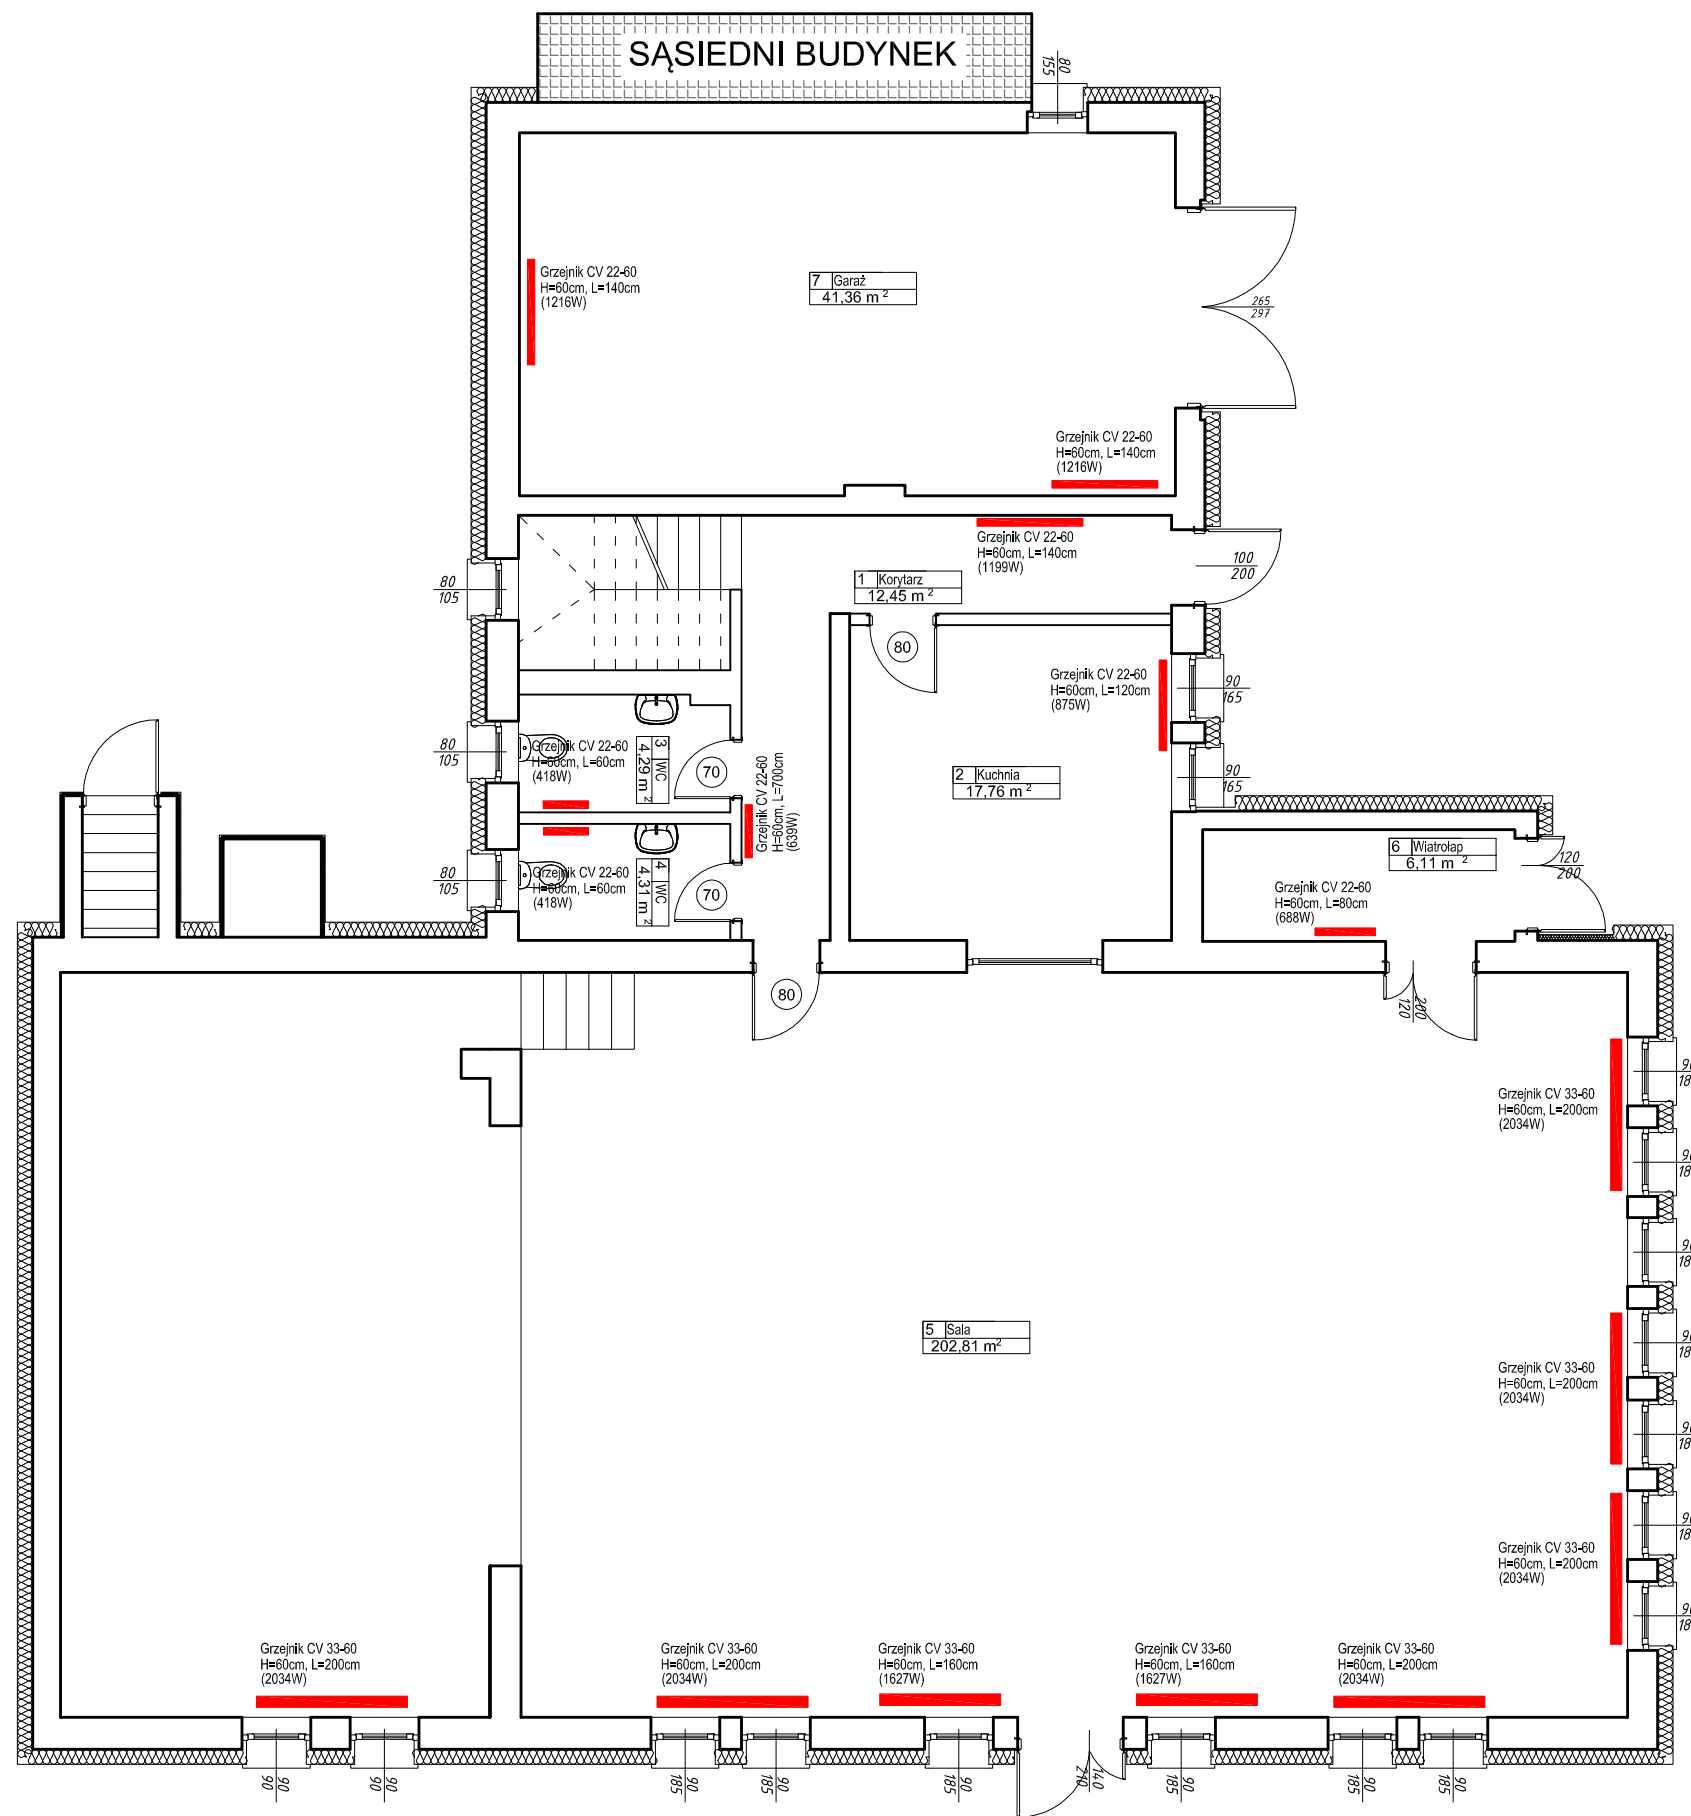 SĄSIEDNI BUDYNEK
80
155
Grzejnik CV 22-60
H=60cm, L=140cm
(1216W)
7 Garaż
41,36 m²
265
297
Grzejnik CV 22-60
H=60cm, L=140cm
(1216W)
Grzejnik CV 22-60
H=60cm, L=140cm
(1199W)
100
200
80
105
1 Korytarz
12,45 m²
80
Grzejnik CV 22-60
H=60cm, L=120cm
(875W)
90
165
80
105
Grzejnik CV 22-60
H=60cm, L=60cm
(418W)
3 WC
4,29 m²
70
Grzejnik CV 22-60
H=60cm, L=700cm
(639W)
2 Kuchnia
17,76 m²
90
165
80
105
Grzejnik CV 22-60
H=60cm, L=60cm
(418W)
4 WC
4,31 m²
70
6 Wiatrołap
6,11 m²
120
200
Grzejnik CV 22-60
H=60cm, L=80cm
(688W)
80
200
120
Grzejnik CV 33-60
H=60cm, L=200cm
(2034W)
5 Sala
202,81 m²
Grzejnik CV 33-60
H=60cm, L=200cm
(2034W)
Grzejnik CV 33-60
H=60cm, L=200cm
(2034W)
Grzejnik CV 33-60
H=60cm, L=200cm
(2034W)
Grzejnik CV 33-60
H=60cm, L=200cm
(2034W)
Grzejnik CV 33-60
H=60cm, L=160cm
(1627W)
Grzejnik CV 33-60
H=60cm, L=160cm
(1627W)
Grzejnik CV 33-60
H=60cm, L=200cm
(2034W)
90
90
90
90
90
185
90
185
90
185
140
210
90
185
90
185
90
185